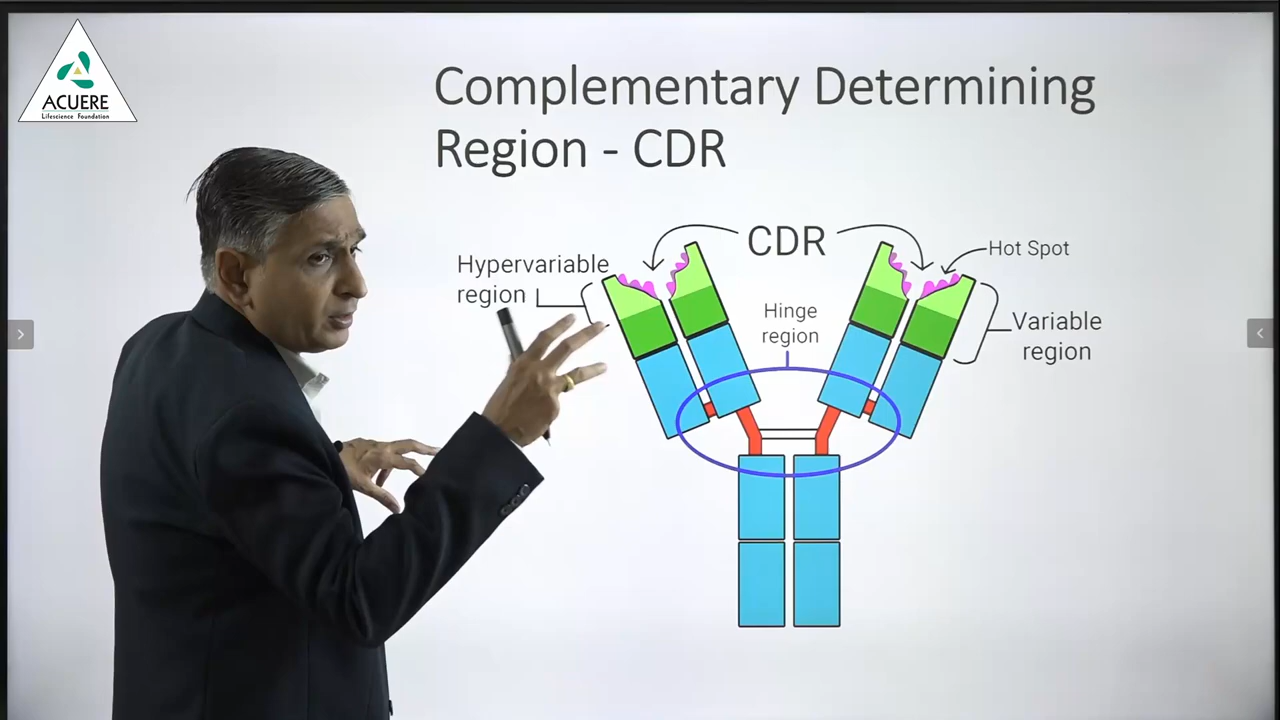 ACUERE
Lifescience Foundation
Complementary Determining
Region - CDR
CDR
Hot Spot
Hypervariable
region
Hinge
region
Variable
region